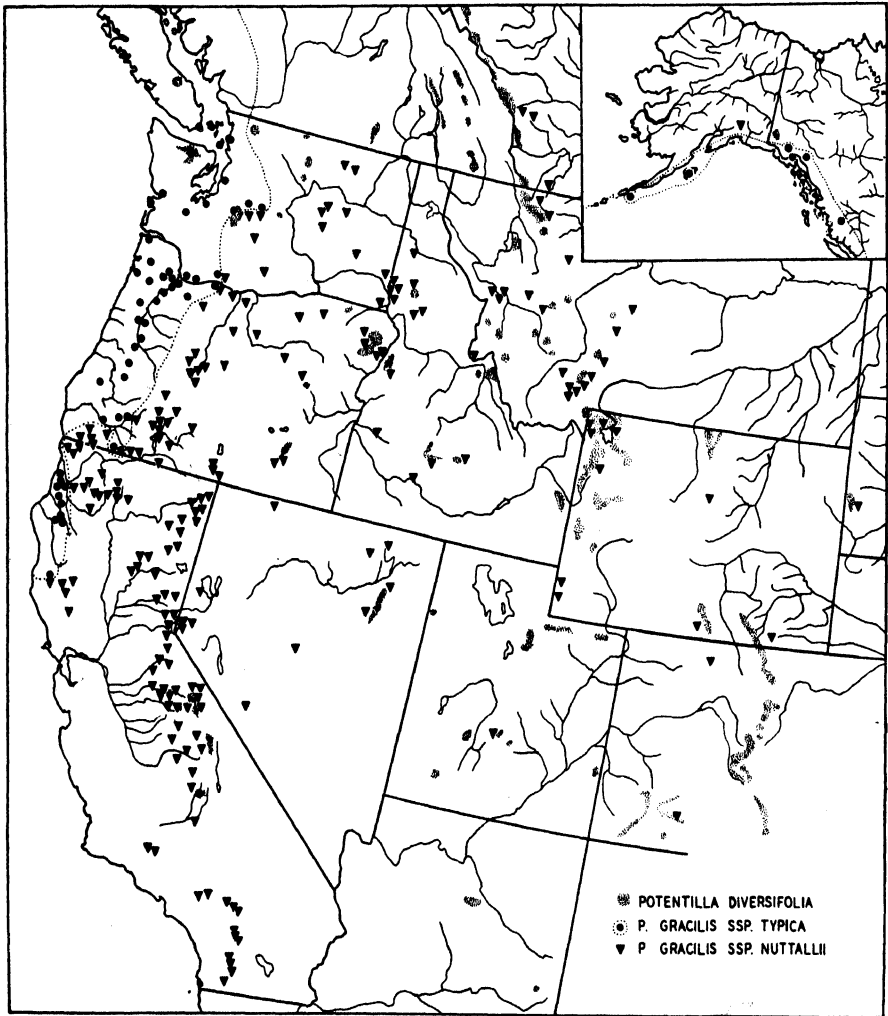 POTENTILLA DIVERSIFOLIA
P. GRACILIS SSP. TYPICA
P GRACILIS SSP. NUTTALLII